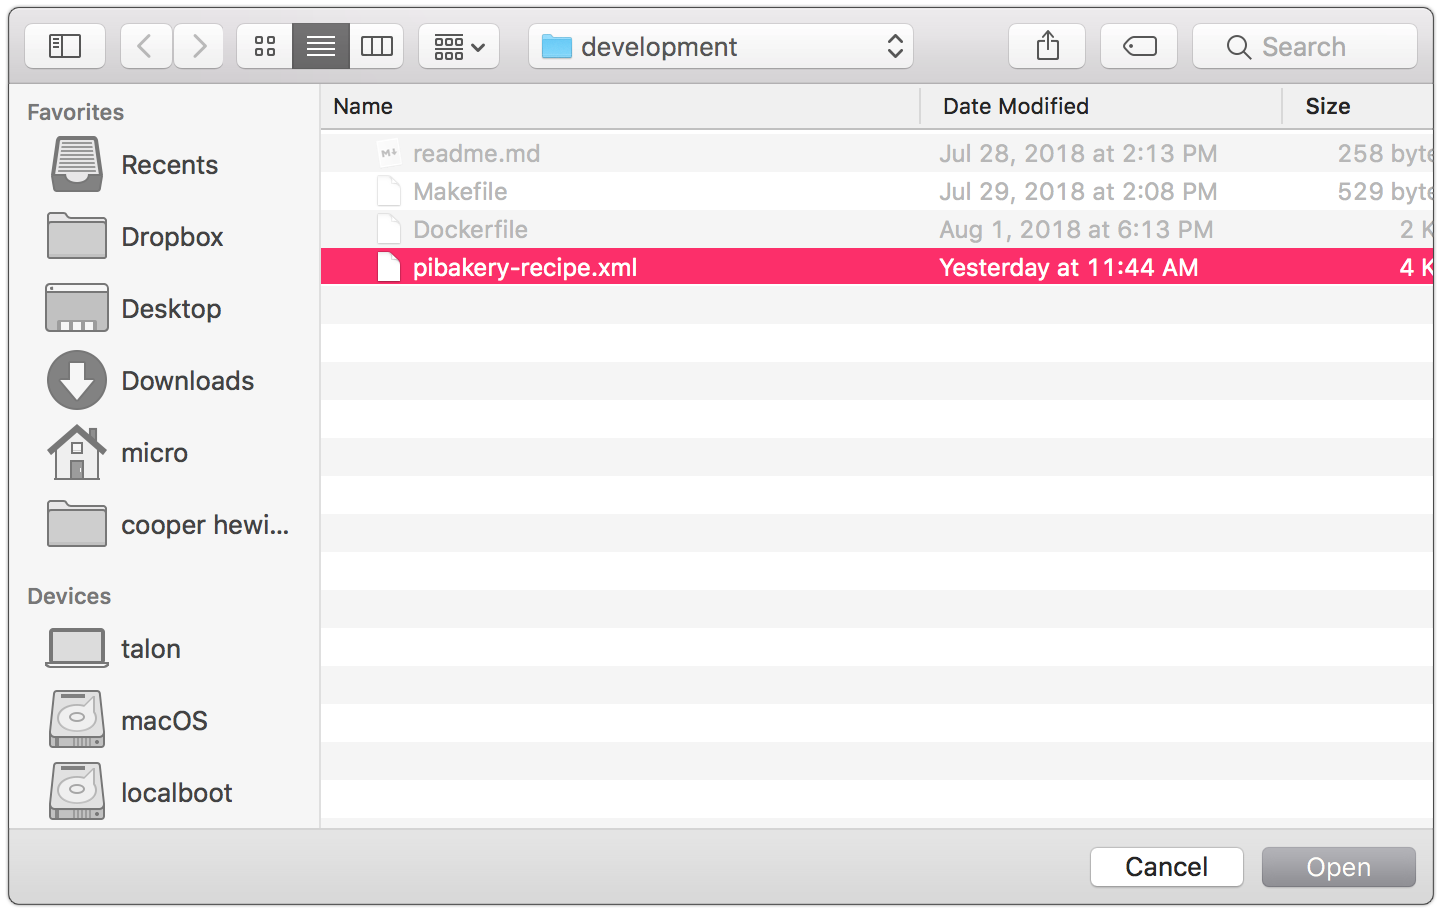 development
Search
Favorites
Recents
Dropbox
Desktop
Downloads
micro
cooper hewi...
Devices
talon
macOS
localboot
Name Date Modified Size
readme.md Jul 28, 2018 at 2:13 PM 258 byte
Makefile Jul 29, 2018 at 2:08 PM 529 byte
Dockerfile Aug 1, 2018 at 6:13 PM 2 K
pibakery-recipe.xml Yesterday at 11:44 AM 4 K
Cancel Open